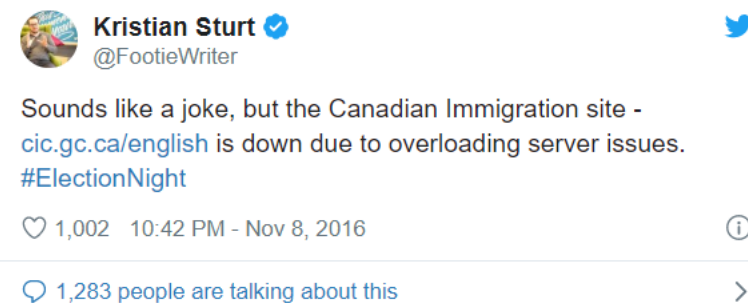 Kristian Sturt
@FootieWriter
Sounds like a joke, but the Canadian Immigration site -
cic.gc.ca/english is down due to overloading server issues.
#ElectionNight
1,002 10:42 PM - Nov 8, 2016
1,283 people are talking about this